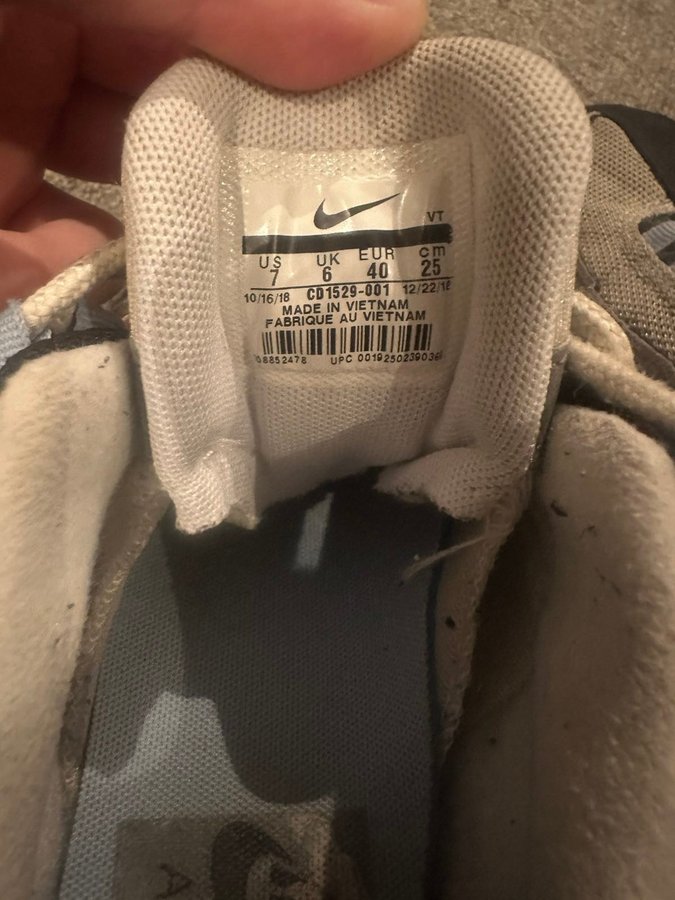 VT
US UK EUR cm
7 6 40 25
10/16/18 CD1529-001 12/22/18
MADE IN VIETNAM
FABRIQUE AU VIETNAM
UPC
A